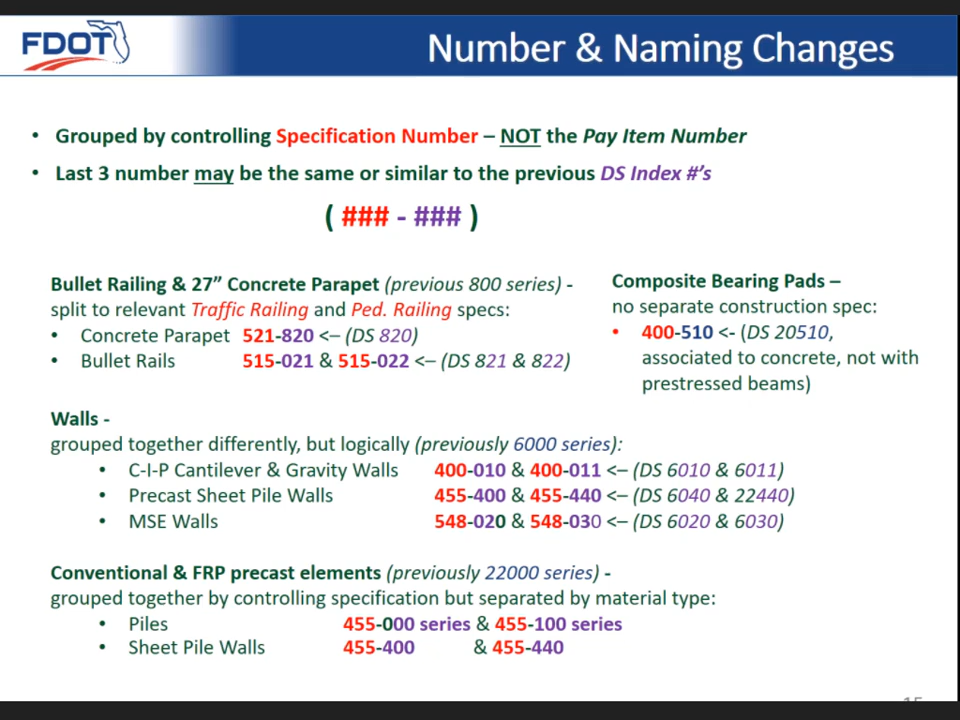 FDOT
Number & Naming Changes
• Grouped by controlling Specification Number – NOT the Pay Item Number
• Last 3 number may be the same or similar to the previous DS Index #'s
( ### - ### )
Bullet Railing & 27” Concrete Parapet (previous 800 series) -
split to relevant Traffic Railing and Ped. Railing specs:
• Concrete Parapet 521-820 <– (DS 820)
• Bullet Rails 515-021 & 515-022 <– (DS 821 & 822)
Composite Bearing Pads –
no separate construction spec:
• 400-510 <- (DS 20510,
associated to concrete, not with
prestressed beams)
Walls -
grouped together differently, but logically (previously 6000 series):
• C-I-P Cantilever & Gravity Walls 400-010 & 400-011 <– (DS 6010 & 6011)
• Precast Sheet Pile Walls 455-400 & 455-440 <– (DS 6040 & 22440)
• MSE Walls 548-020 & 548-030 <– (DS 6020 & 6030)
Conventional & FRP precast elements (previously 22000 series) -
grouped together by controlling specification but separated by material type:
• Piles 455-000 series & 455-100 series
• Sheet Pile Walls 455-400 & 455-440